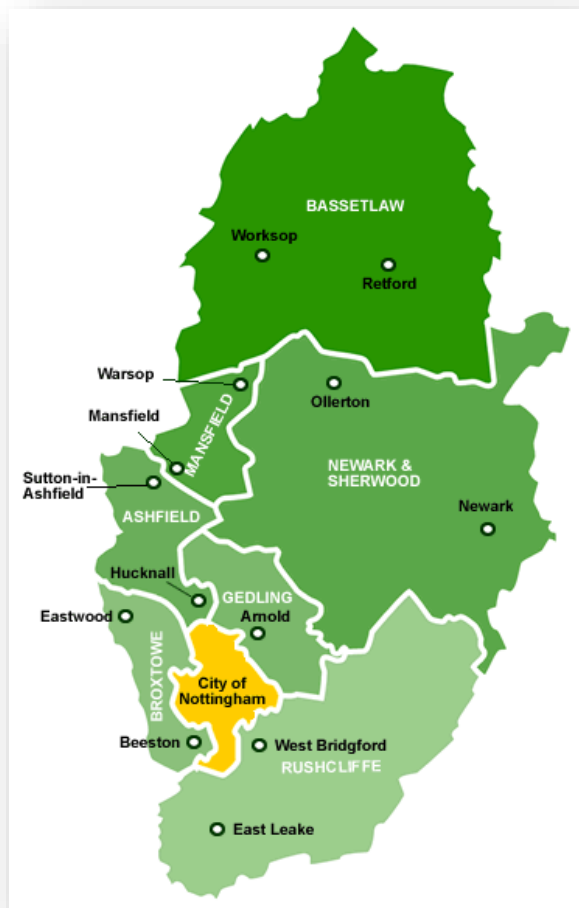 BASSETLAW
Worksop
Retford
Warsop
Ollerton
Mansfield
MANSFIELD
NEWARK &
SHERWOOD
Sutton-in-
Ashfield
Newark
ASHFIELD
Hucknall
GEDLING
Arnold
Eastwood
BROXTOWE
City of
Nottingham
Beeston
West Bridgford
RUSHCLIFFE
East Leake